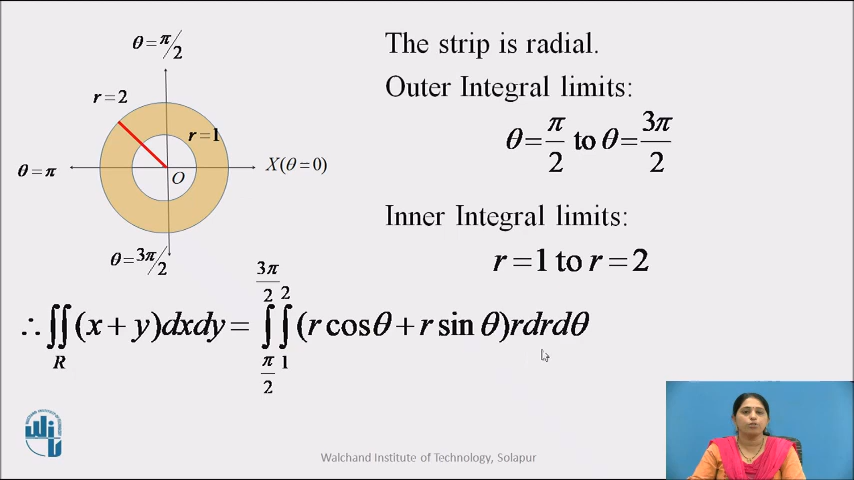 θ = π/2
r = 2
r = 1
θ = π
O
X(θ = 0)
θ = 3π/2
The strip is radial.
Outer Integral limits:
θ = π/2 to θ = 3π/2
Inner Integral limits:
r = 1 to r = 2
∴ ∬_R (x + y)dxdy = ∫_{π/2}^{3π/2} ∫_1^2 (r cosθ + r sin θ)rdrdθ
Walchand Institute of Technology, Solapur